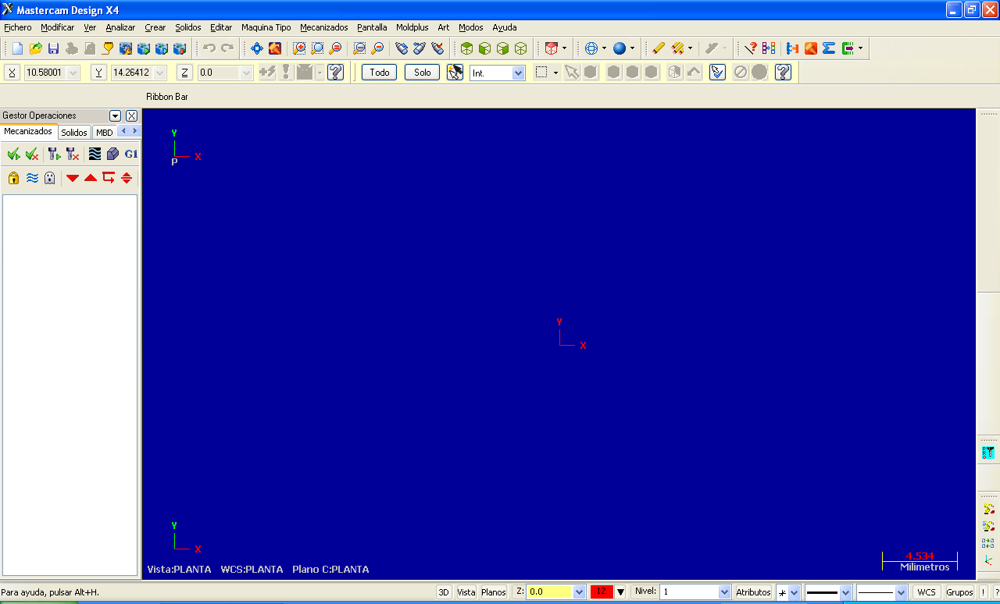 Mastercam Design X4
Fichero Modificar Ver Analizar Crear Solidos Editar Maquina Tipo Mecanizados Pantalla Modulos Art Modos Ayuda
X 10.58001 Y 14.26412 Z 0.0 Todo Solo Int.
Ribbon Bar
Gestor Operaciones
Mecanizados Solidos MBD
G1
Y
X
P
Y
X
Y
X
4.534
Milimetros
Vista:PLANTA WCS:PLANTA Plano C:PLANTA
Para ayuda, pulse Alt+H. 3D Vista Planos Z: 0.0 12 Nivel: 1 Atributos WCS Grupos !